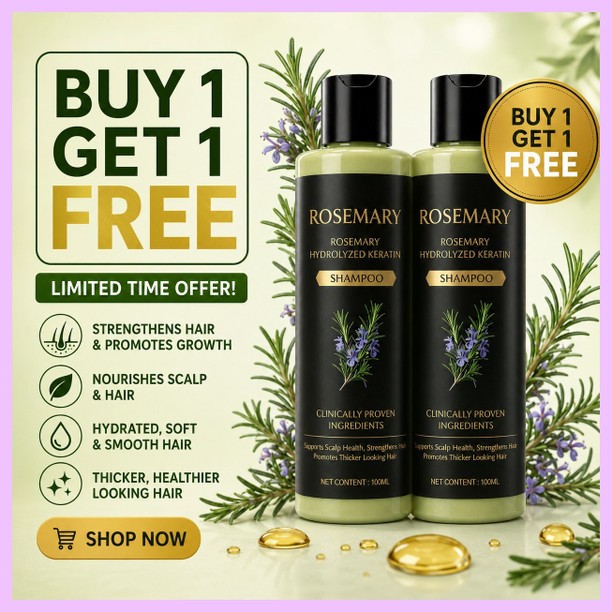 BUY 1
GET 1
FREE
LIMITED TIME OFFER!
STRENGTHENS HAIR
& PROMOTES GROWTH
NOURISHES SCALP
& HAIR
HYDRATED, SOFT
& SMOOTH HAIR
THICKER, HEALTHIER
LOOKING HAIR
SHOP NOW
ROSEMARY
ROSEMARY
HYDROLYZED KERATIN
SHAMPOO
CLINICALLY PROVEN
INGREDIENTS
Supports Scalp Health, Strengthens Hair
Promotes Thicker Looking Hair
NET CONTENT : 100ML
ROSEMARY
ROSEMARY
HYDROLYZED KERATIN
SHAMPOO
CLINICALLY PROVEN
INGREDIENTS
Supports Scalp Health, Strengthens Hair
Promotes Thicker Looking Hair
NET CONTENT : 100ML
BUY 1
GET 1
FREE